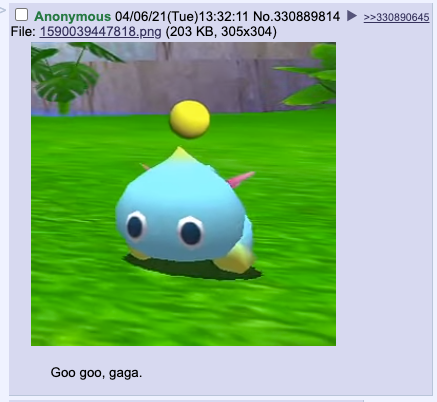 Anonymous 04/06/21(Tue)13:32:11 No.330889814 ▶ >>330890645
File: 1590039447818.png (203 KB, 305x304)
Goo goo, gaga.